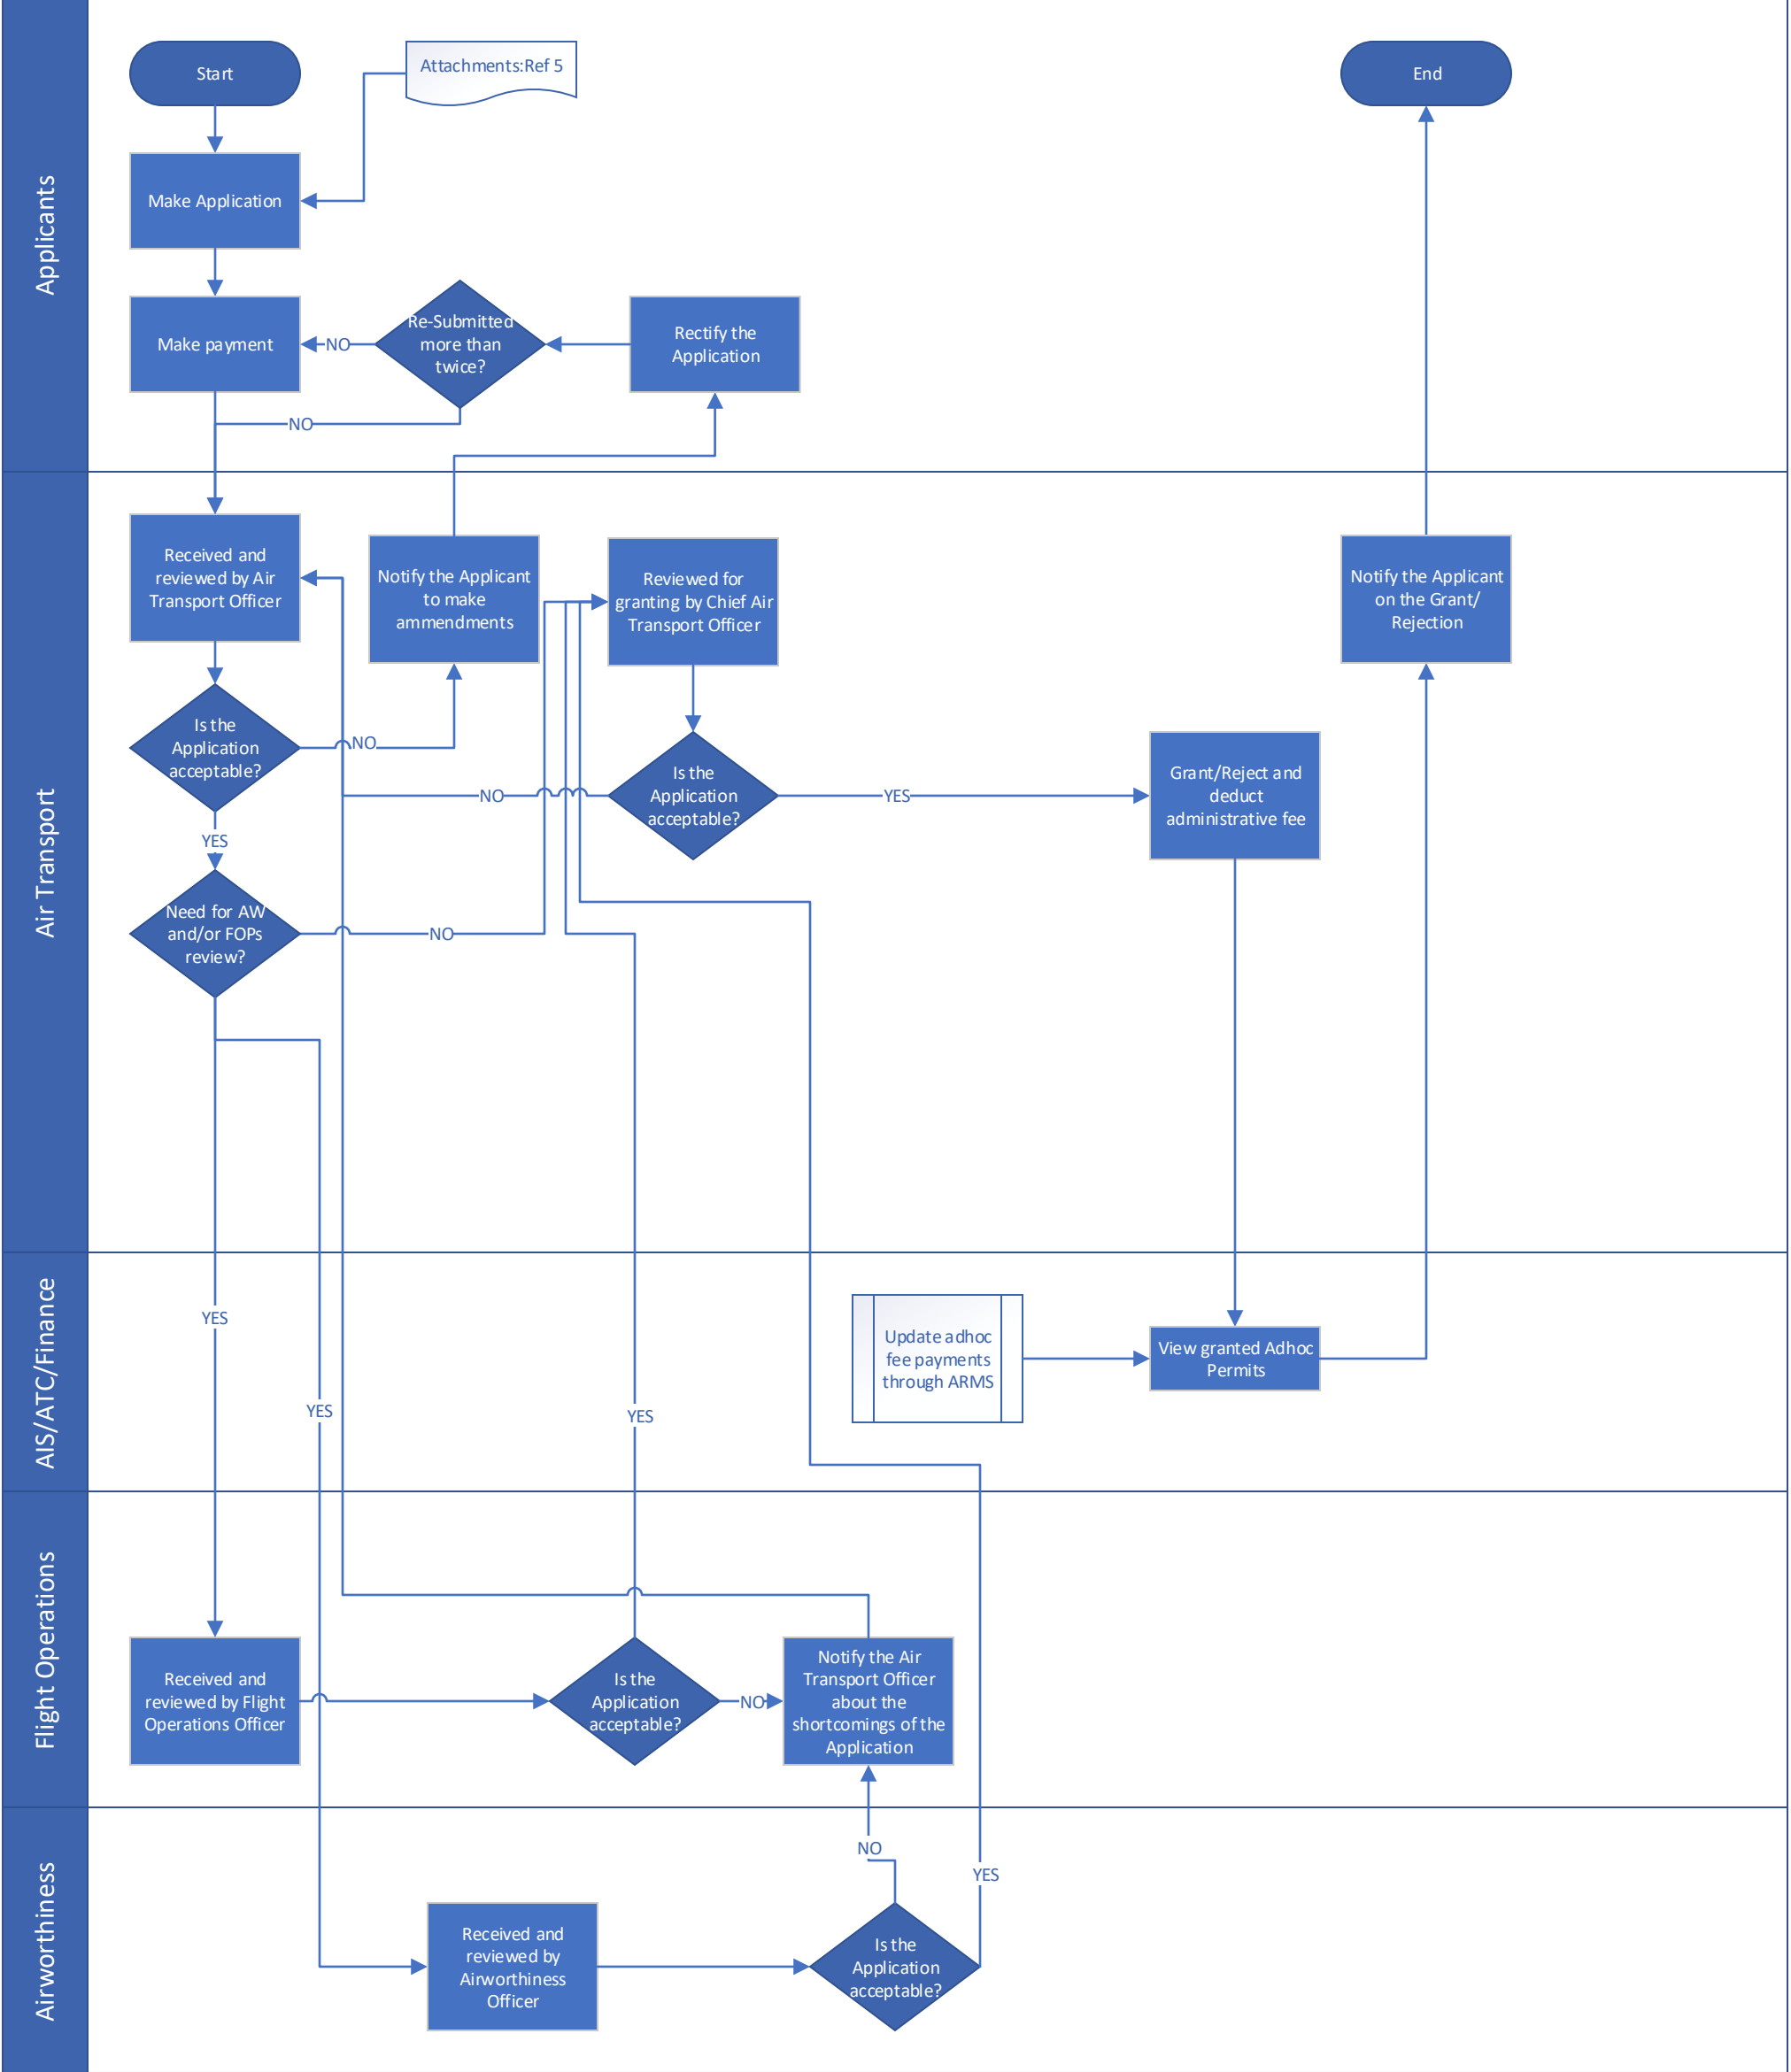 Applicants
Start
Attachments:Ref 5
End
Make Application
Make payment
NO
Re-Submitted
more than
twice?
Rectify the
Application
NO
Air Transport
Received and
reviewed by Air
Transport Officer
Notify the Applicant
to make
ammendments
Reviewed for
granting by Chief Air
Transport Officer
Notify the Applicant
on the Grant/
Rejection
Is the
Application
acceptable?
NO
NO
Is the
Application
acceptable?
YES
Grant/Reject and
deduct
administrative fee
YES
Need for AW
and/or FOPs
review?
NO
AIS/ATC/Finance
YES
YES
YES
Update adhoc
fee payments
through ARMS
View granted Adhoc
Permits
Flight Operations
Received and
reviewed by Flight
Operations Officer
Is the
Application
acceptable?
NO
Notify the Air
Transport Officer
about the
shortcomings of the
Application
Airworthiness
NO
YES
Received and
reviewed by
Airworthiness
Officer
Is the
Application
acceptable?